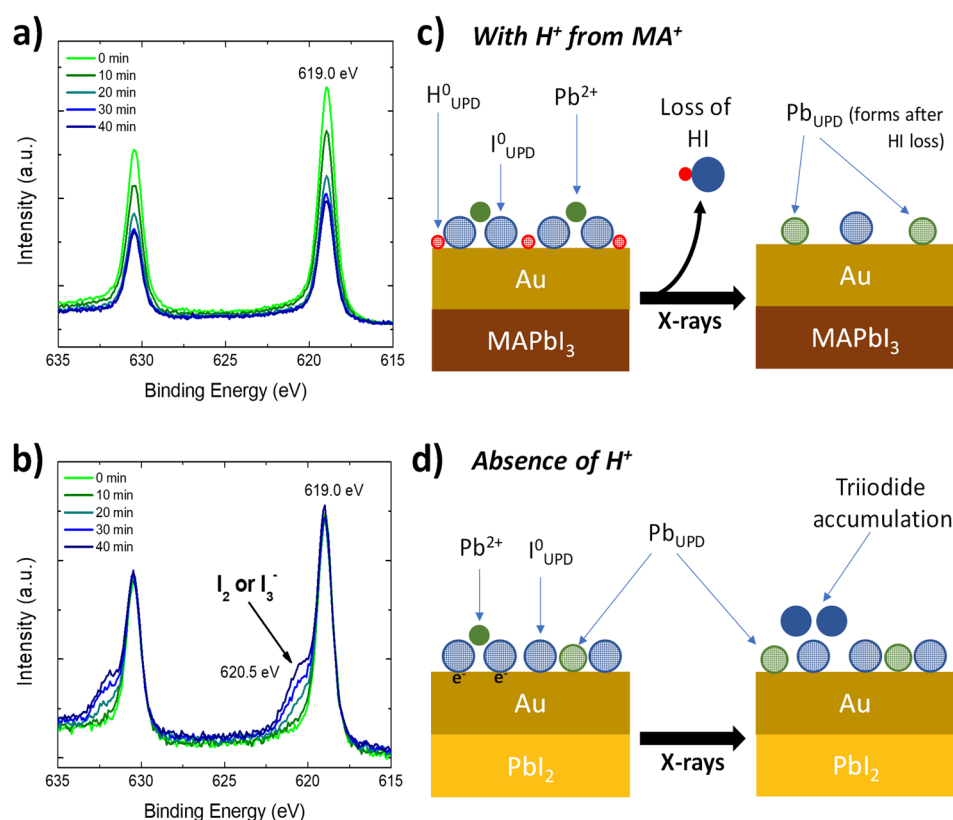 a)
0 min
10 min
20 min
30 min
40 min
619.0 eV
Intensity (a.u.)
635 630 625 620 615
Binding Energy (eV)
c) With H⁺ from MA⁺
H⁰UPD
I⁰UPD
Pb²⁺
Loss of
HI
PbUPD (forms after
HI loss)
Au
MAPbI₃
X-rays
Au
MAPbI₃
b)
0 min
10 min
20 min
30 min
40 min
619.0 eV
I₂ or I₃⁻
620.5 eV
Intensity (a.u.)
635 630 625 620 615
Binding Energy (eV)
d) Absence of H⁺
Pb²⁺
I⁰UPD
PbUPD
Triiodide
accumulation
e⁻ e⁻
Au
PbI₂
X-rays
Au
PbI₂